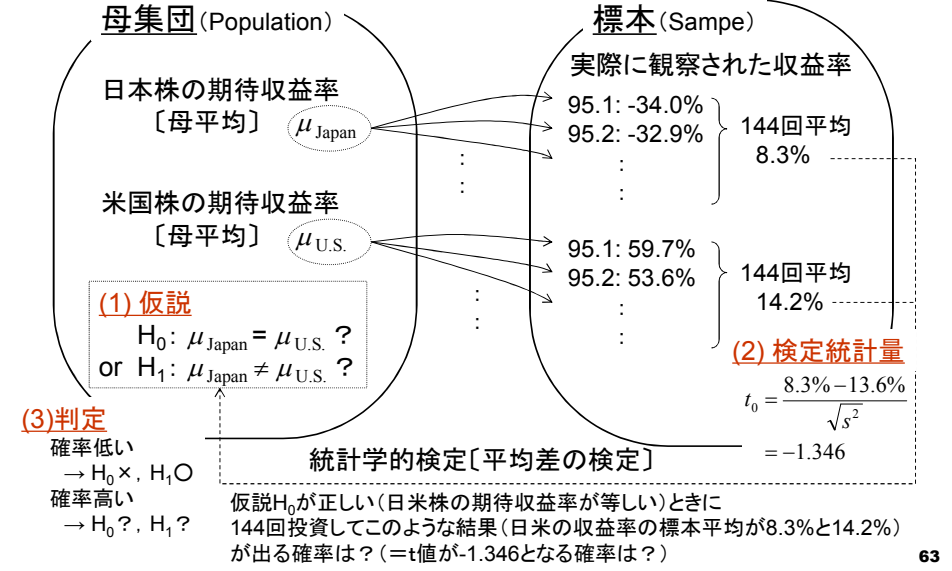 母集団(Population)
日本株の期待収益率
〔母平均〕 μJapan
:
:
米国株の期待収益率
〔母平均〕 μU.S.
:
:
(1) 仮説
H0: μJapan = μU.S. ?
or H1: μJapan ≠ μU.S. ?
標本(Sampe)
実際に観察された収益率
95.1: -34.0%
95.2: -32.9%
:
:
144回平均
8.3%
95.1: 59.7%
95.2: 53.6%
:
:
144回平均
14.2%
(2) 検定統計量
t0 = (8.3% − 13.6%) / √s²
= −1.346
(3)判定
確率低い
→ H0×, H1○
確率高い
→ H0?, H1?
統計学的検定〔平均差の検定〕
仮説H0が正しい(日米株の期待収益率が等しい)ときに
144回投資してこのような結果(日米の収益率の標本平均が8.3%と14.2%)
が出る確率は?(=t値が-1.346となる確率は?)
63